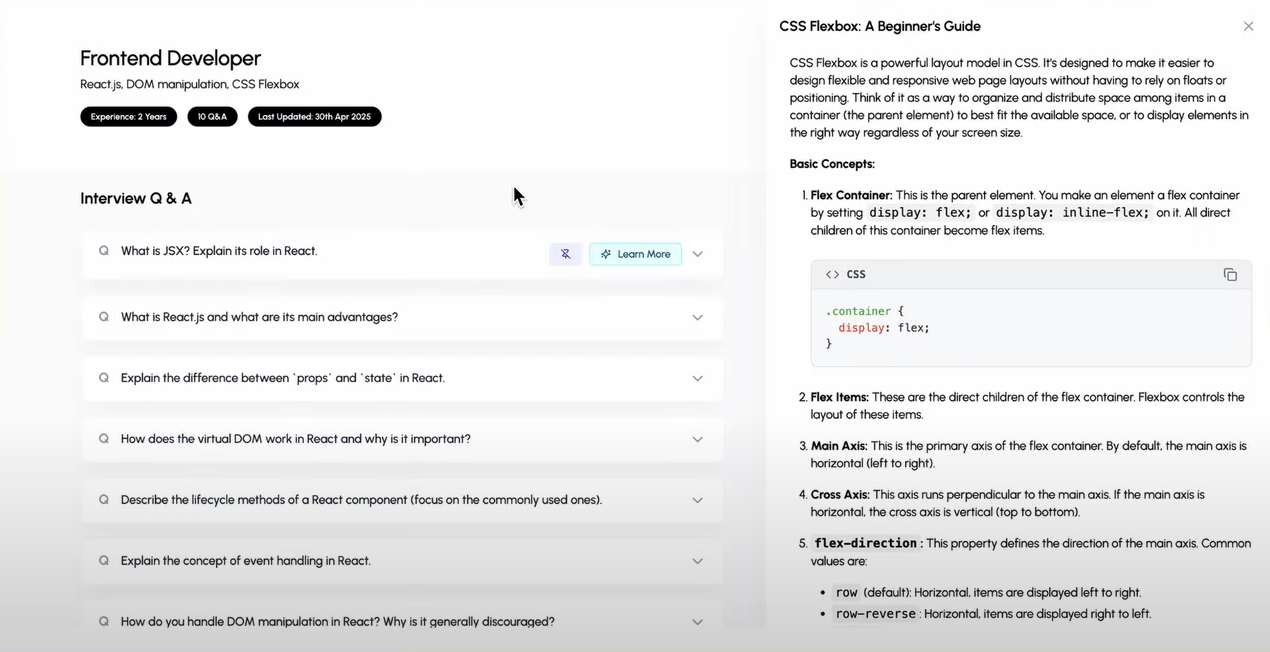 Frontend Developer
React.js, DOM manipulation, CSS Flexbox
Experience: 2 Years
10 Q&A
Last Updated: 30th Apr 2025
Interview Q & A
Q What is JSX? Explain its role in React.
Learn More
Q What is React.js and what are its main advantages?
Q Explain the difference between `props` and `state` in React.
Q How does the virtual DOM work in React and why is it important?
Q Describe the lifecycle methods of a React component (focus on the commonly used ones).
Q Explain the concept of event handling in React.
Q How do you handle DOM manipulation in React? Why is it generally discouraged?
CSS Flexbox: A Beginner's Guide
CSS Flexbox is a powerful layout model in CSS. It's designed to make it easier to
design flexible and responsive web page layouts without having to rely on floats or
positioning. Think of it as a way to organize and distribute space among items in a
container (the parent element) to best fit the available space, or to display elements in
the right way regardless of your screen size.
Basic Concepts:
1. Flex Container: This is the parent element. You make an element a flex container
by setting display: flex; or display: inline-flex; on it. All direct
children of this container become flex items.
<> CSS
.container {
display: flex;
}
2. Flex Items: These are the direct children of the flex container. Flexbox controls the
layout of these items.
3. Main Axis: This is the primary axis of the flex container. By default, the main axis is
horizontal (left to right).
4. Cross Axis: This axis runs perpendicular to the main axis. If the main axis is
horizontal, the cross axis is vertical (top to bottom).
5. flex-direction: This property defines the direction of the main axis. Common
values are:
• row (default): Horizontal, items are displayed left to right.
• row-reverse: Horizontal, items are displayed right to left.